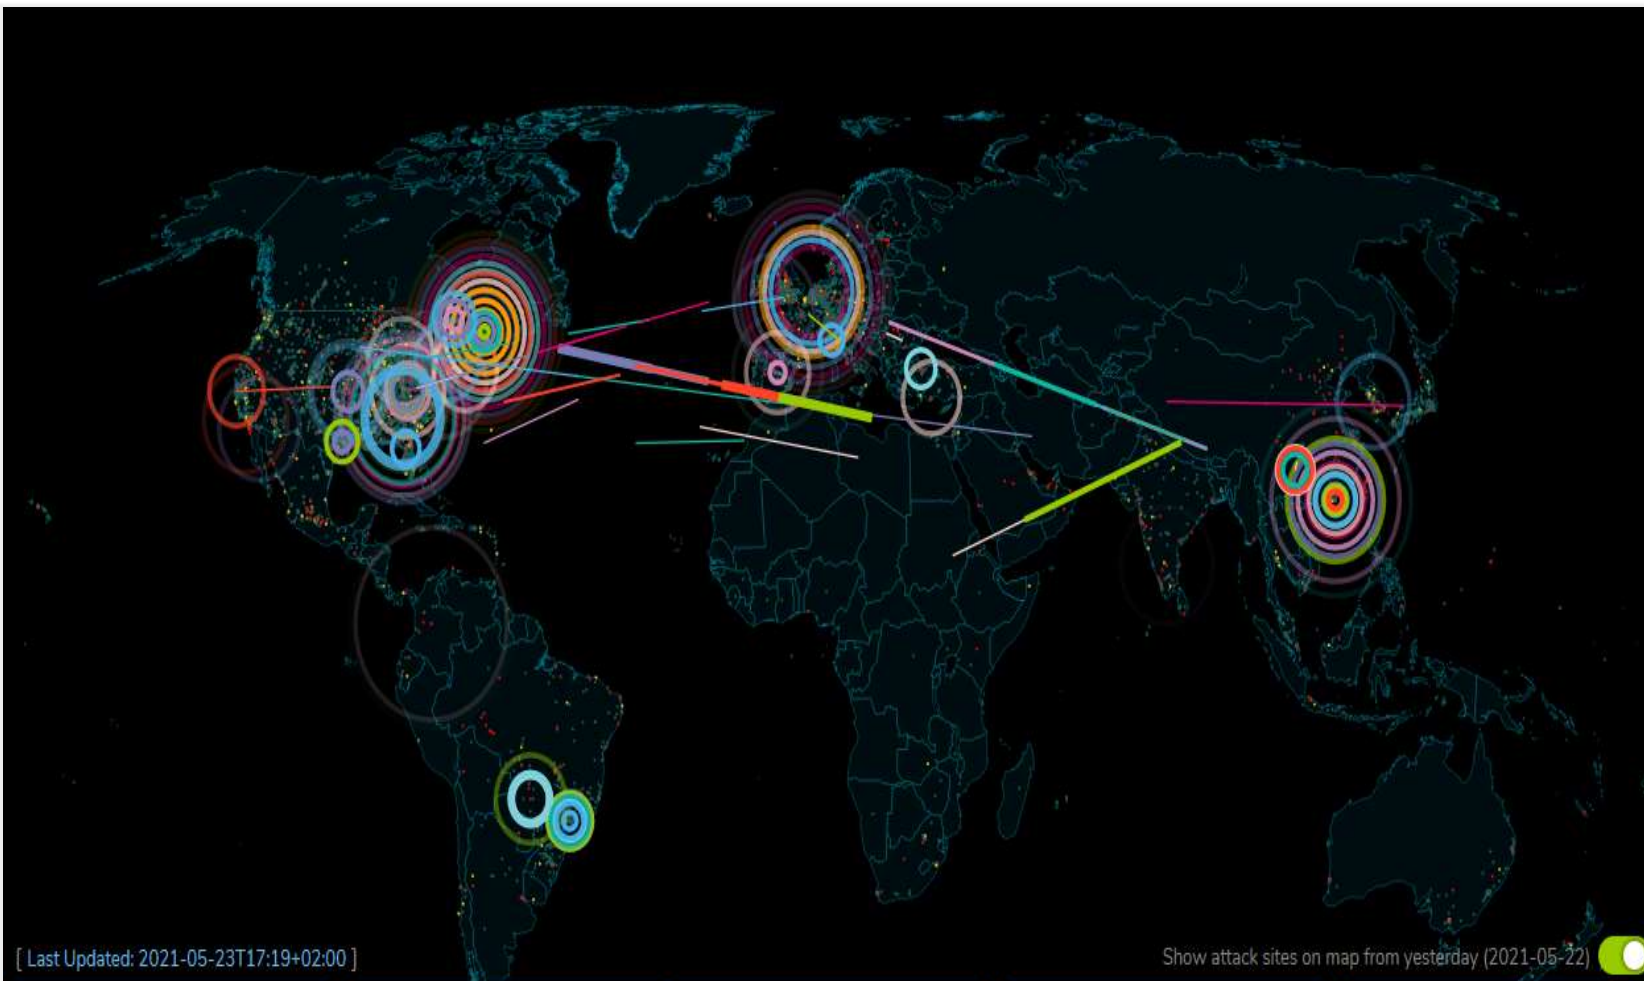 [ Last Updated: 2021-05-23T17:19+02:00 ]
Show attack sites on map from yesterday (2021-05-22)